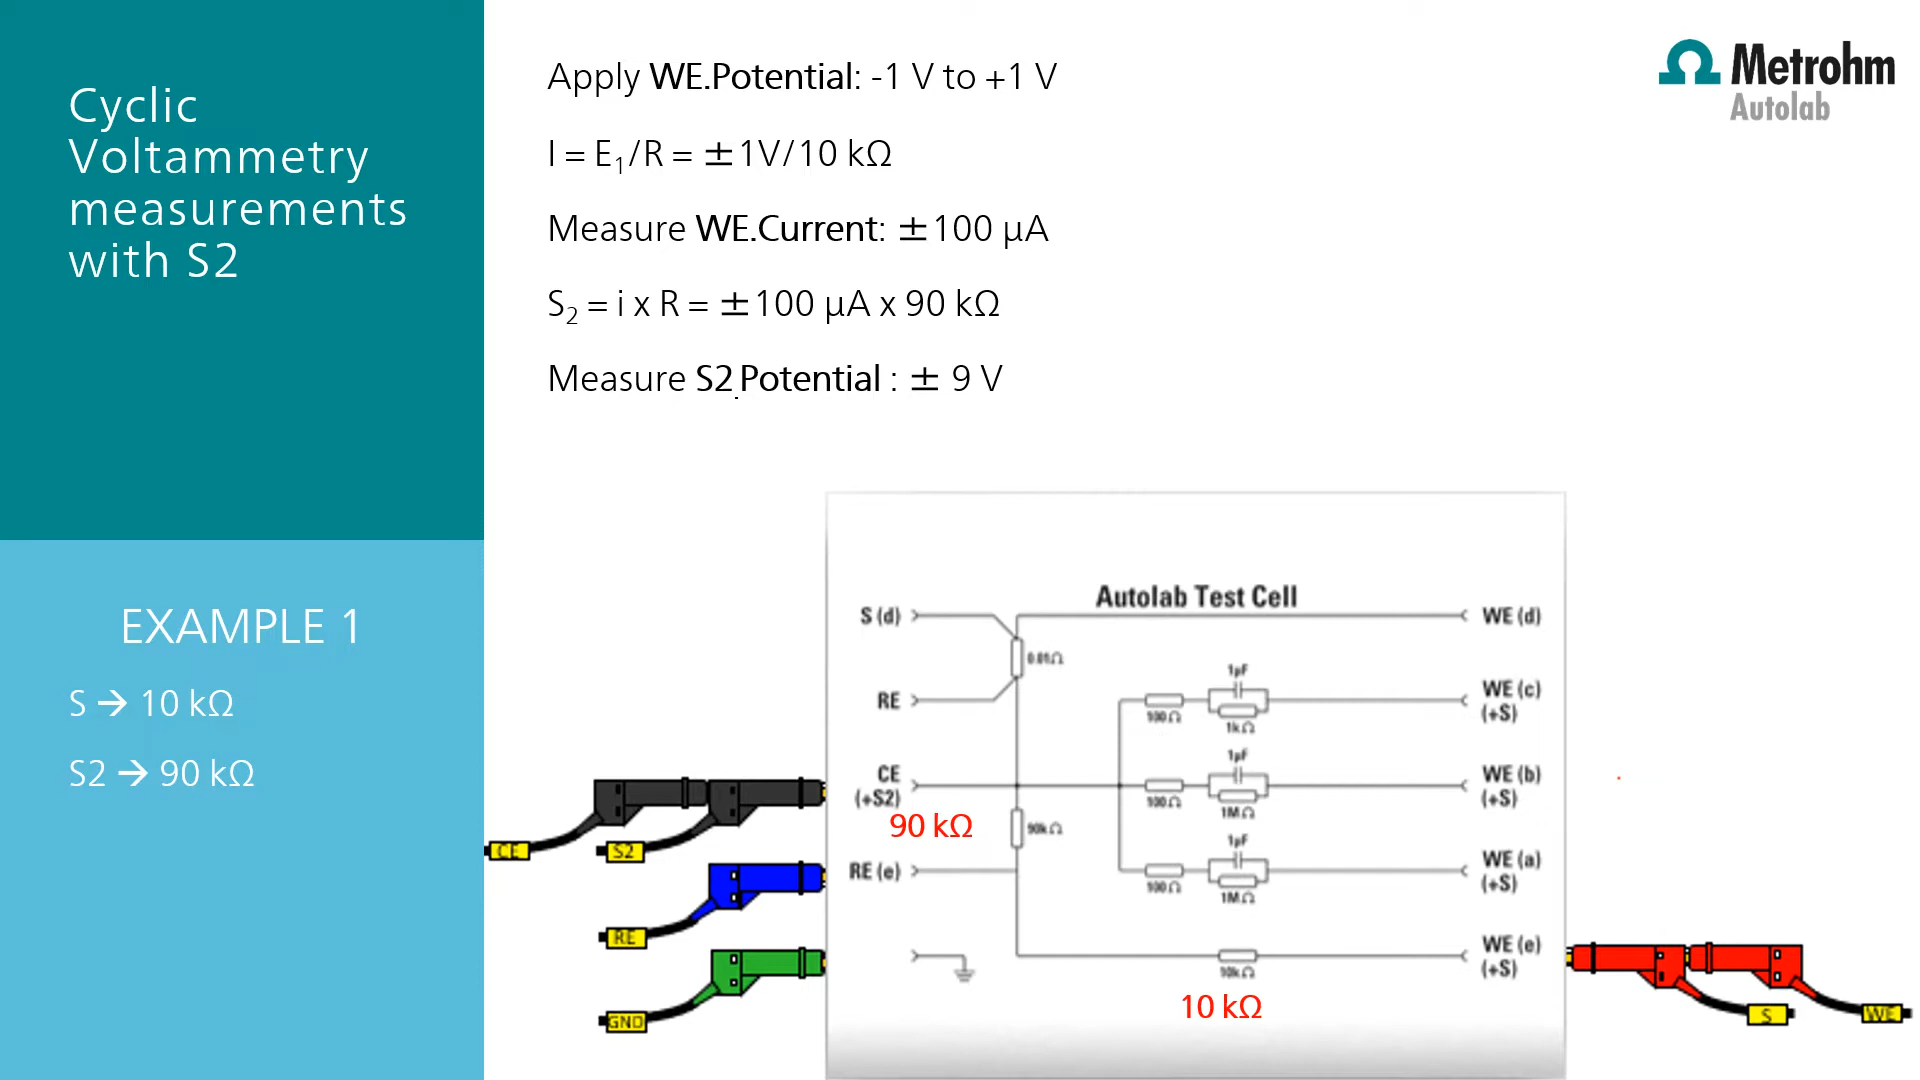 Cyclic
Voltammetry
measurements
with S2
Apply WE.Potential: -1 V to +1 V
I = E1/R = ±1V/10 kΩ
Measure WE.Current: ±100 µA
S2 = i x R = ±100 µA x 90 kΩ
Measure S2.Potential : ± 9 V
Metrohm
Autolab
EXAMPLE 1
S → 10 kΩ
S2 → 90 kΩ
Autolab Test Cell
S (d)
WE (d)
0.01Ω
1µF
RE
WE (c)
(+S)
100Ω
1kΩ
1µF
CE
(+S2)
WE (b)
(+S)
100Ω
1MΩ
90 kΩ
90kΩ
1µF
RE (e)
WE (a)
(+S)
100Ω
1MΩ
WE (e)
(+S)
10kΩ
10 kΩ
CE
S2
RE
GND
S
WE